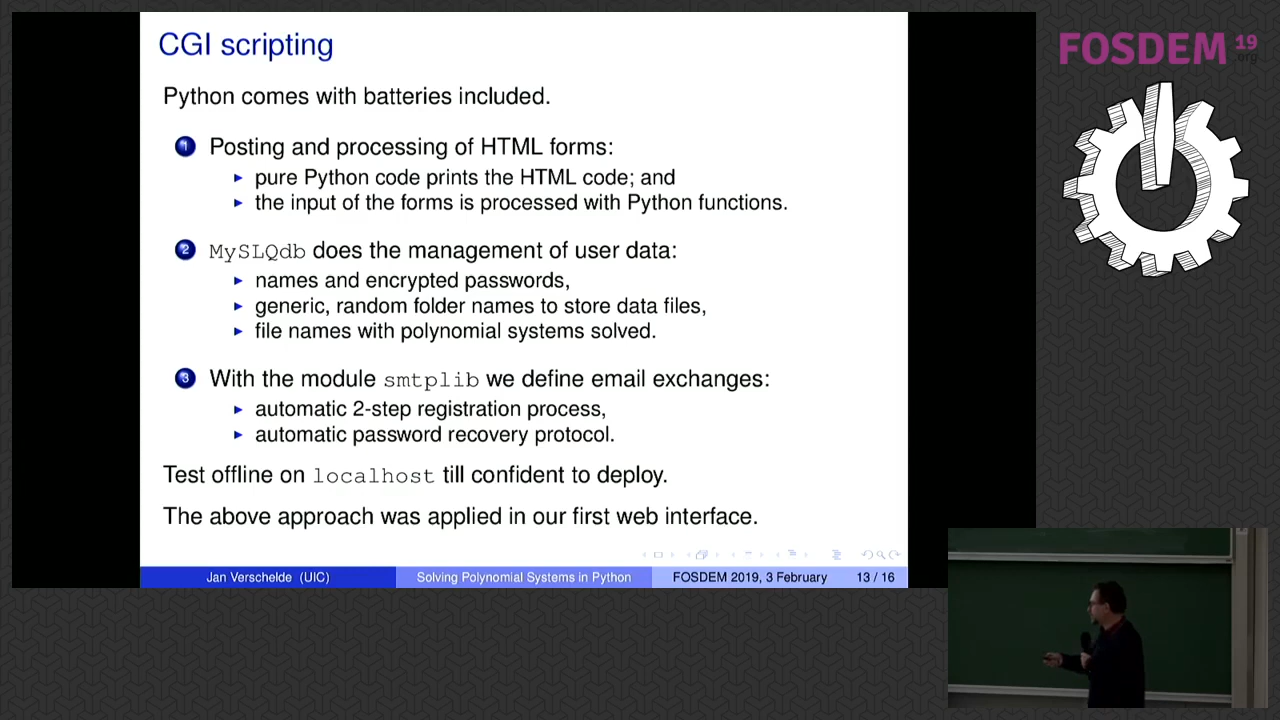 CGI scripting
Python comes with batteries included.
1 Posting and processing of HTML forms:
pure Python code prints the HTML code; and
the input of the forms is processed with Python functions.
2 MySLQdb does the management of user data:
names and encrypted passwords,
generic, random folder names to store data files,
file names with polynomial systems solved.
3 With the module smtplib we define email exchanges:
automatic 2-step registration process,
automatic password recovery protocol.
Test offline on localhost till confident to deploy.
The above approach was applied in our first web interface.
Jan Verschelde (UIC) Solving Polynomial Systems in Python FOSDEM 2019, 3 February 13 / 16
FOSDEM 19
.org